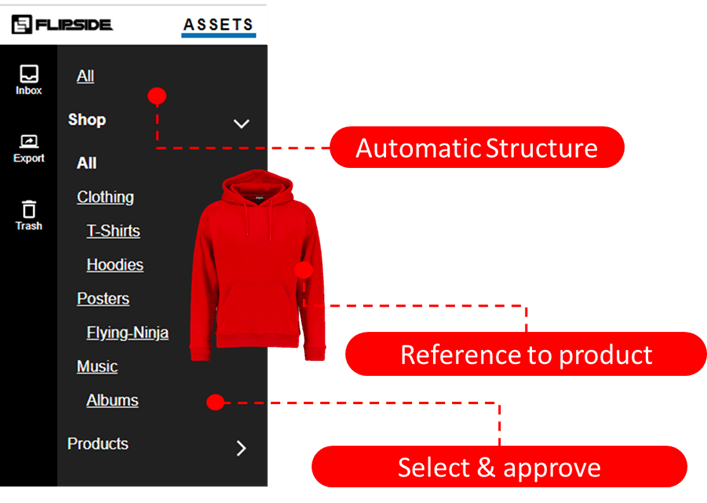 FLIPSIDE
ASSETS
Inbox
Export
Trash
All
Shop
All
Clothing
T-Shirts
Hoodies
Posters
Flying-Ninja
Music
Albums
Products
Automatic Structure
Reference to product
Select & approve